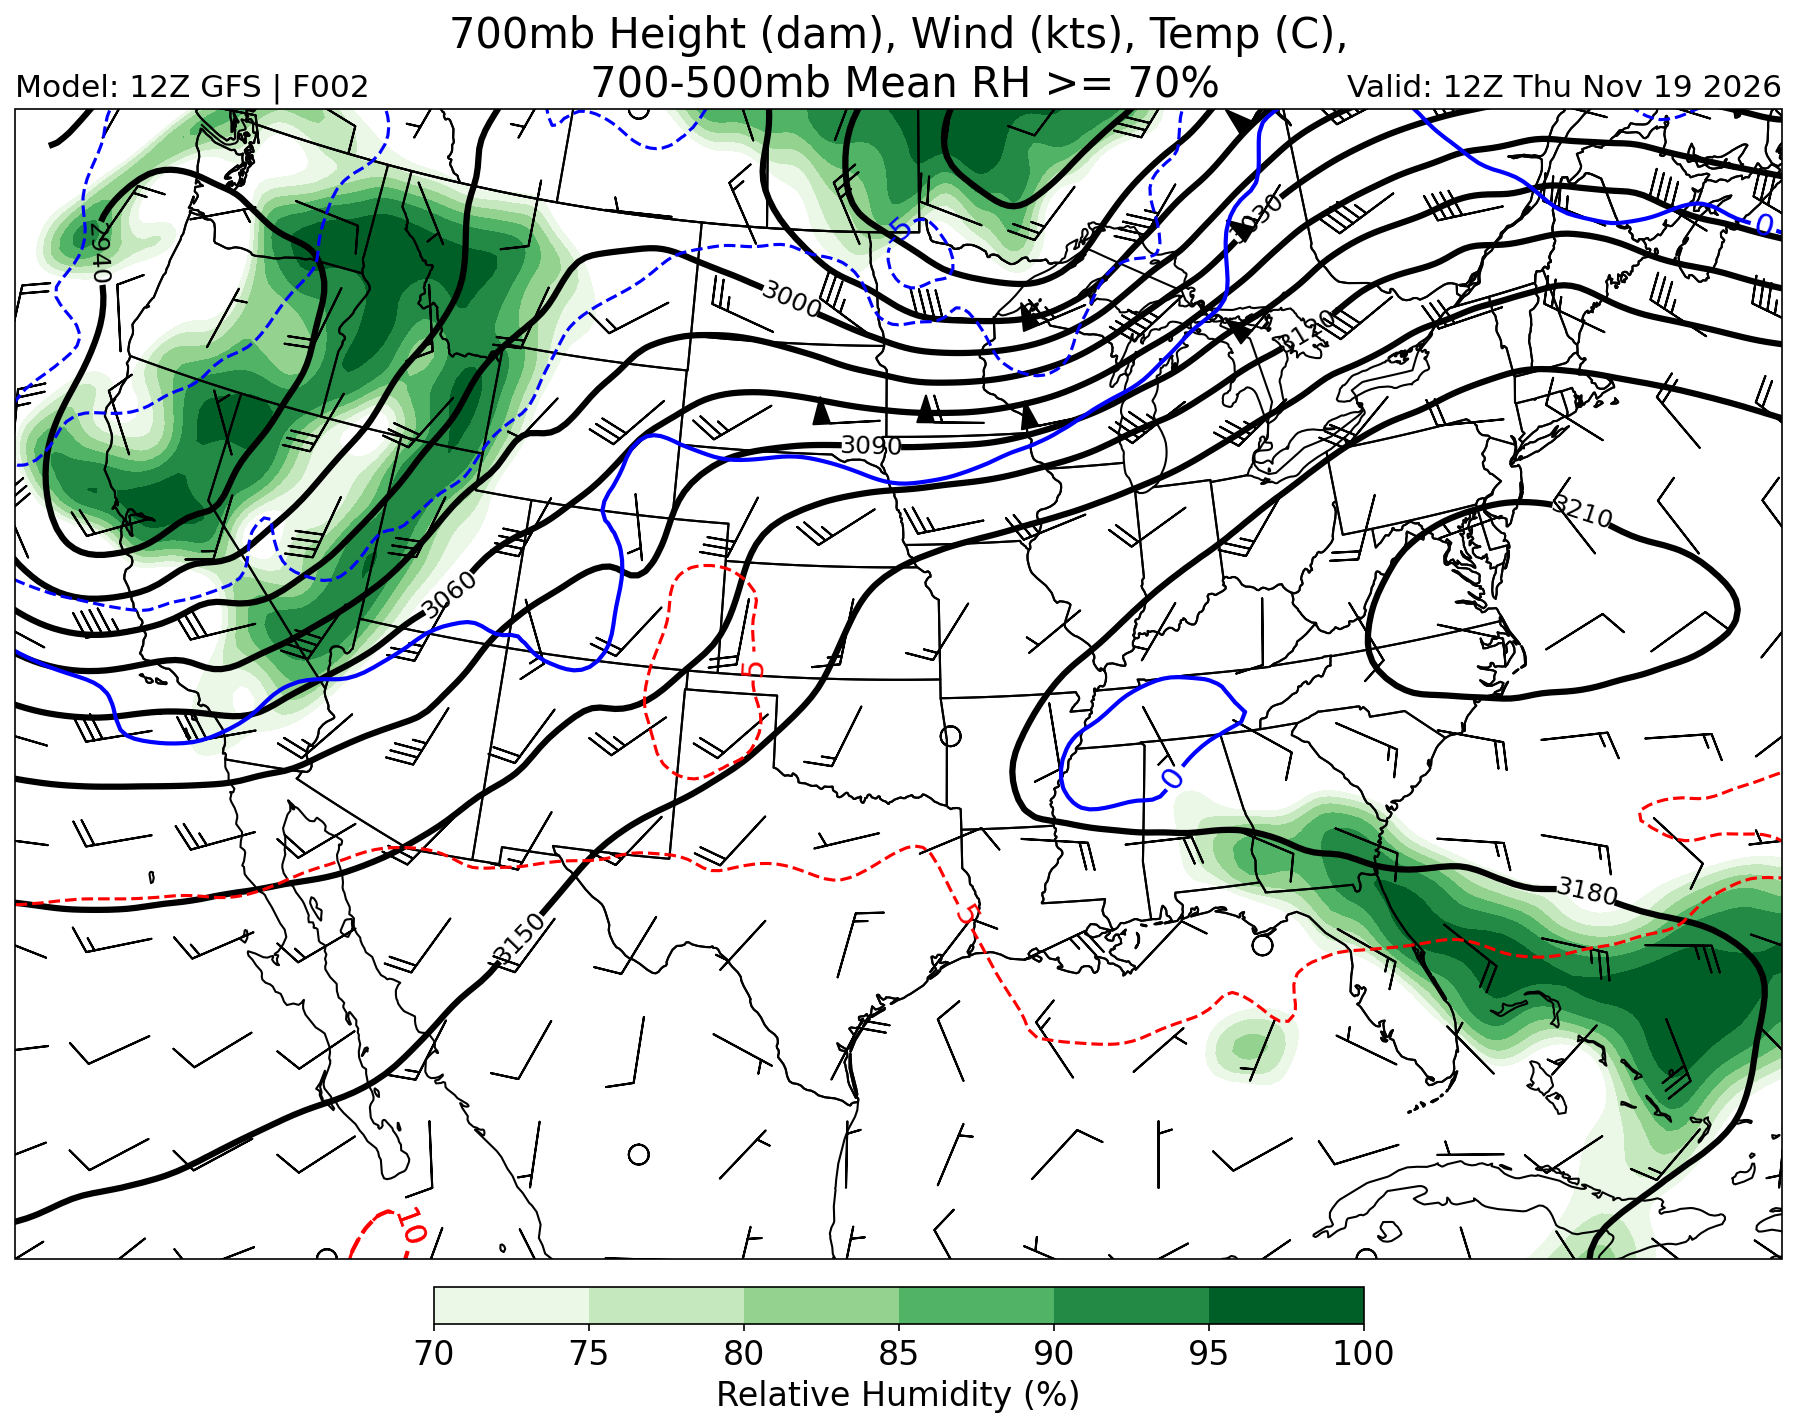 700mb Height (dam), Wind (kts), Temp (C),
700-500mb Mean RH >= 70%
Model: 12Z GFS | F002
Valid: 12Z Thu Nov 19 2026
2940
3000
3030
3120
3090
3060
3210
3180
3150
5
0
0
5
5
10
70 75 80 85 90 95 100
Relative Humidity (%)